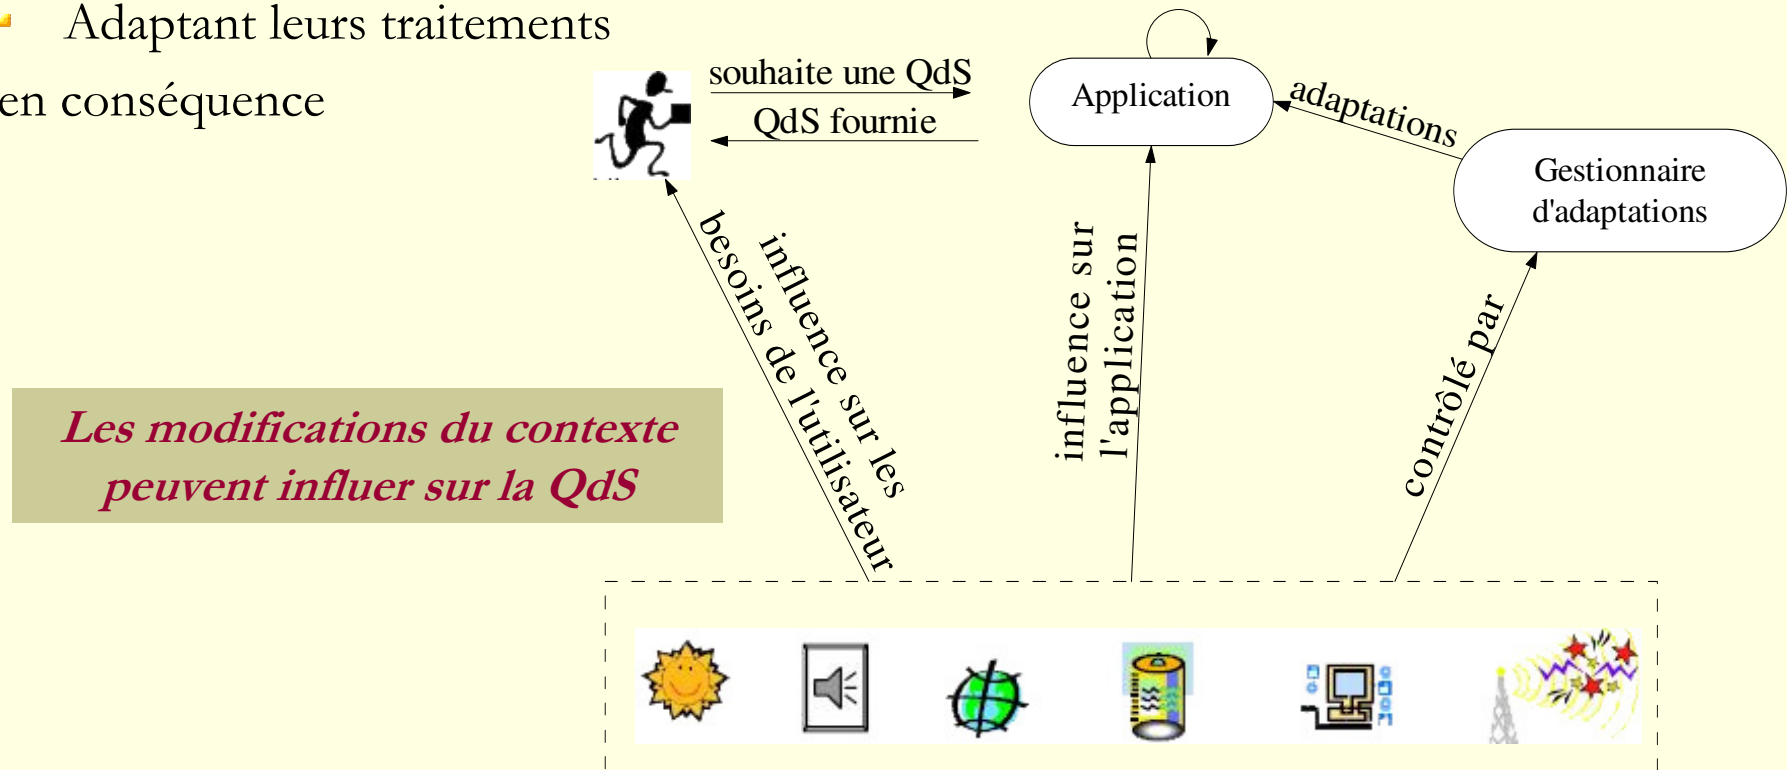 Adaptant leurs traitements
en conséquence
souhaite une QdS
QdS fournie
Application
adaptations
Gestionnaire
d'adaptations
influence sur les
besoins de l'utilisateur
influence sur
l'application
contrôlé par
Les modifications du contexte
peuvent influer sur la QdS